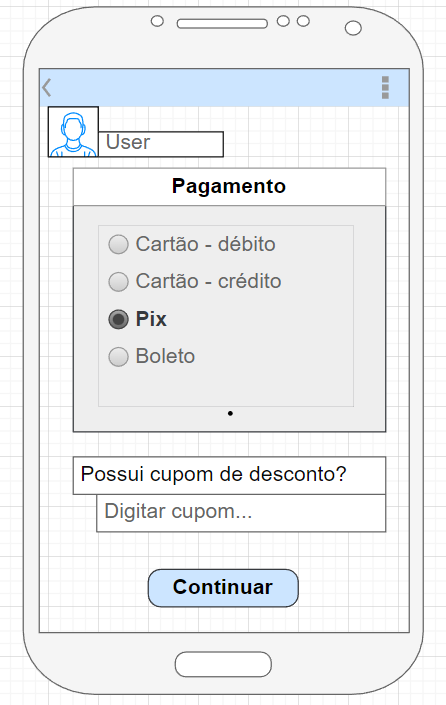 User
Pagamento
Cartão - débito
Cartão - crédito
Pix
Boleto
Possui cupom de desconto?
Digitar cupom...
Continuar